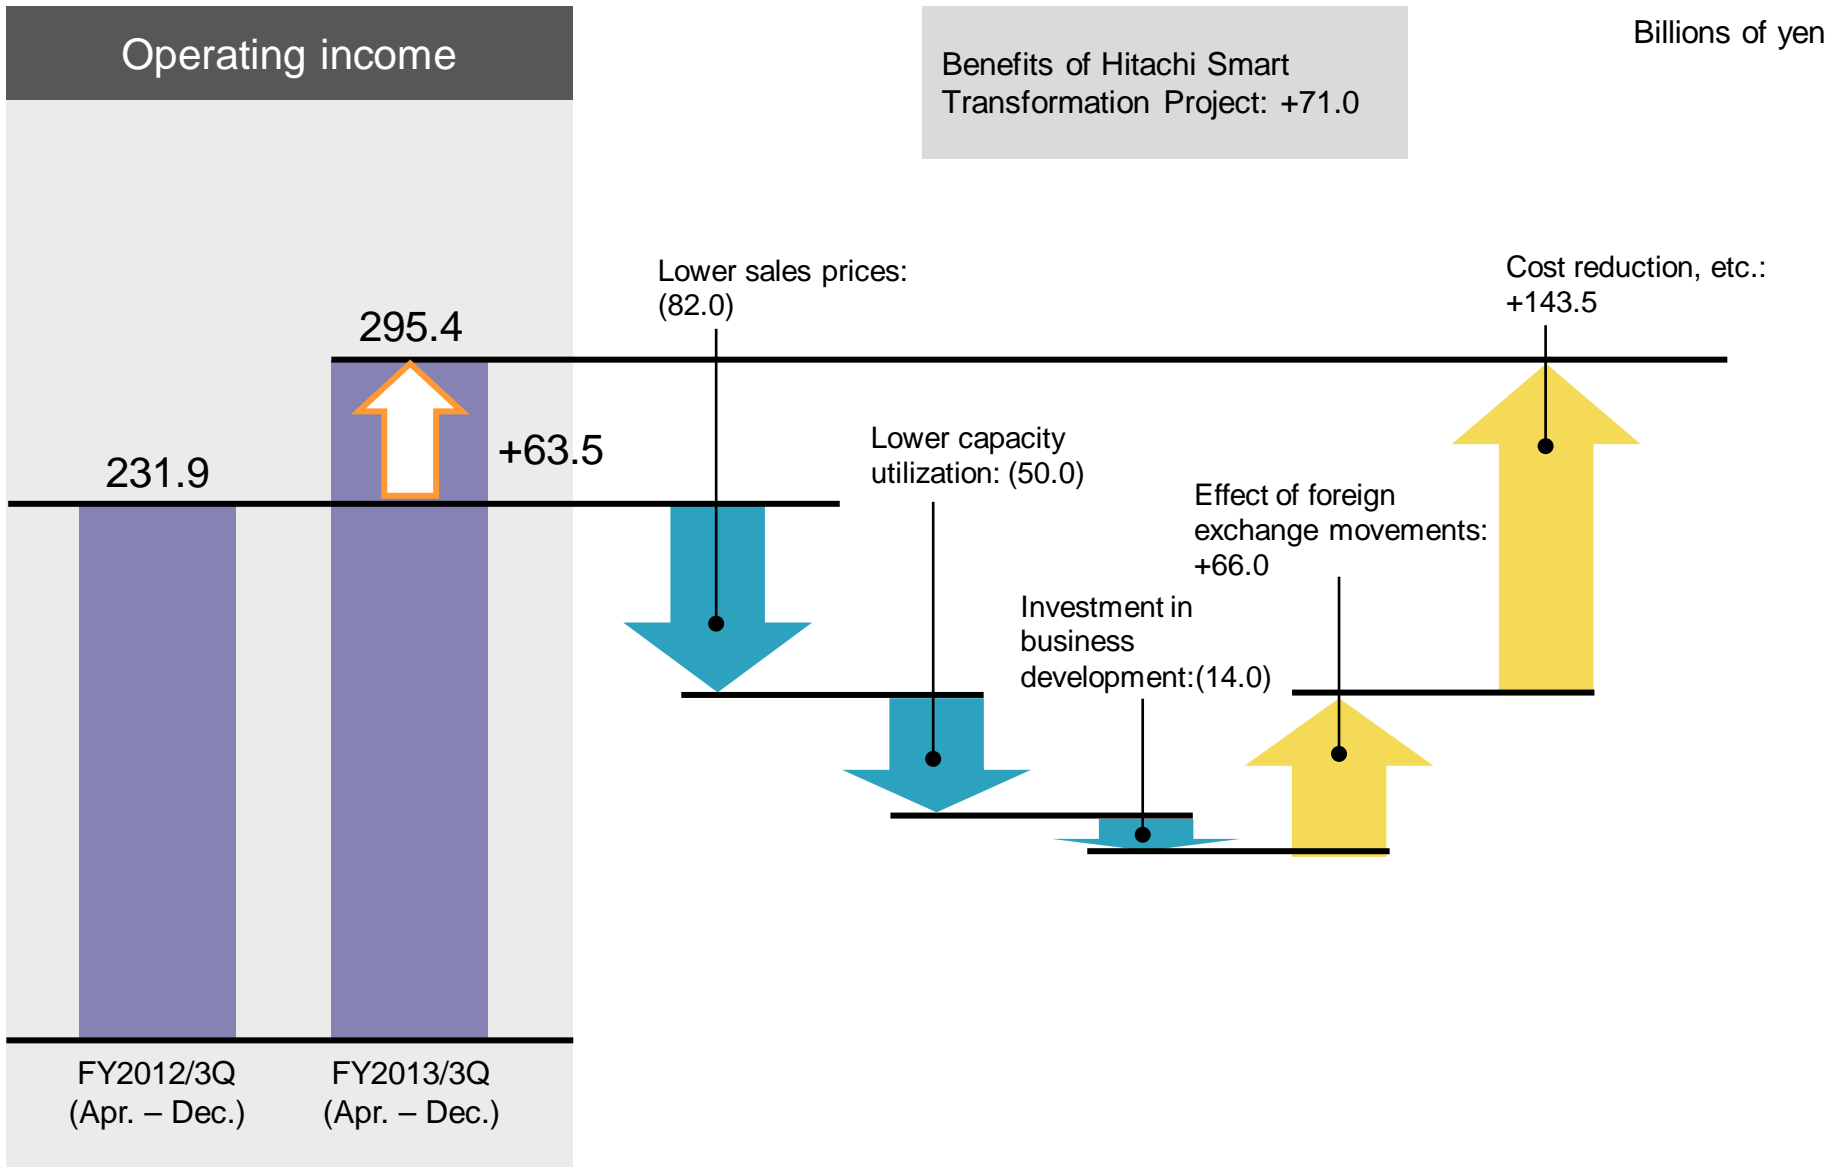 Operating income
Benefits of Hitachi Smart
Transformation Project: +71.0
Billions of yen
Lower sales prices:
(82.0)
Cost reduction, etc.:
+143.5
295.4
+63.5
231.9
Lower capacity
utilization: (50.0)
Effect of foreign
exchange movements:
+66.0
Investment in
business
development:(14.0)
FY2012/3Q
(Apr. – Dec.)
FY2013/3Q
(Apr. – Dec.)